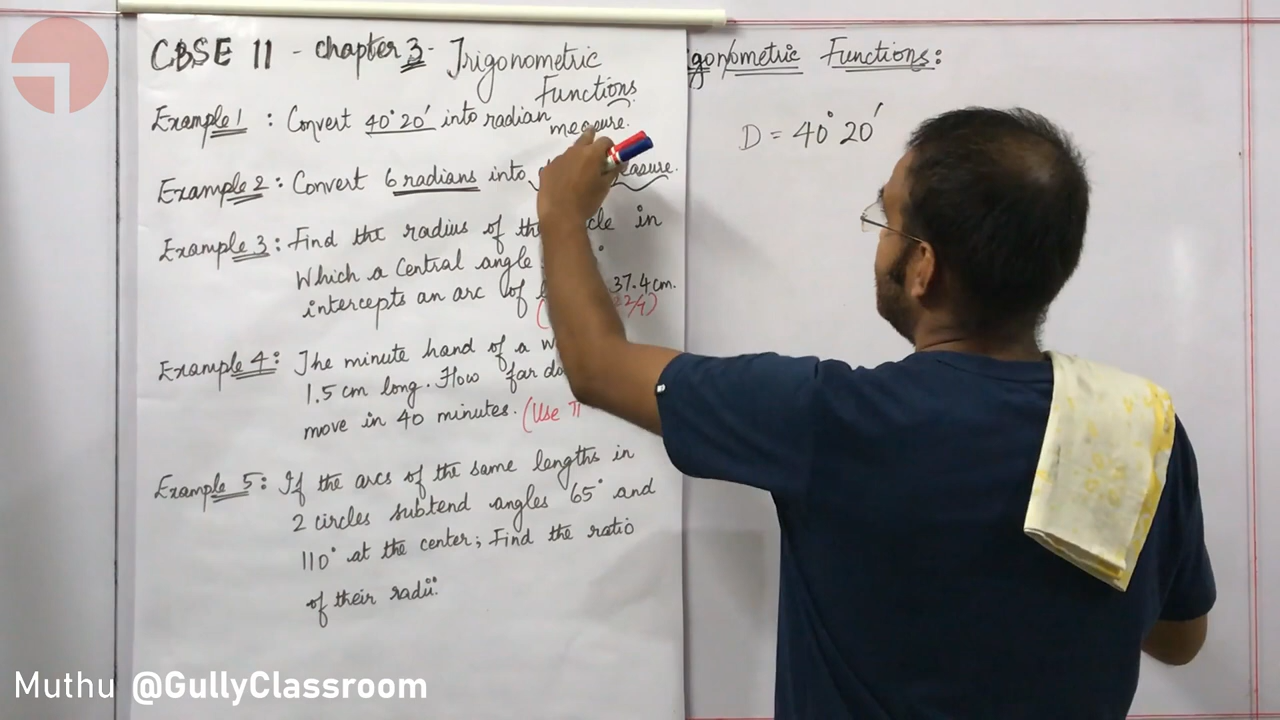 CBSE 11 - chapter 3 - Trigonometric
Functions.
Example 1 : Convert 40° 20' into radian
measure.
Example 2 : Convert 6 radians into measure.
Example 3 : Find the radius of the in
which a central angle
intercepts an arc of 37.4 cm.
Example 4 : The minute hand of a
1.5 cm long. How far
move in 40 minutes. (Use π
Example 5 : If the arcs of the same lengths in
2 circles subtend angles 65° and
110° at the center; Find the ratio
of their radii.
Functions:
D = 40° 20'
Muthu @GullyClassroom